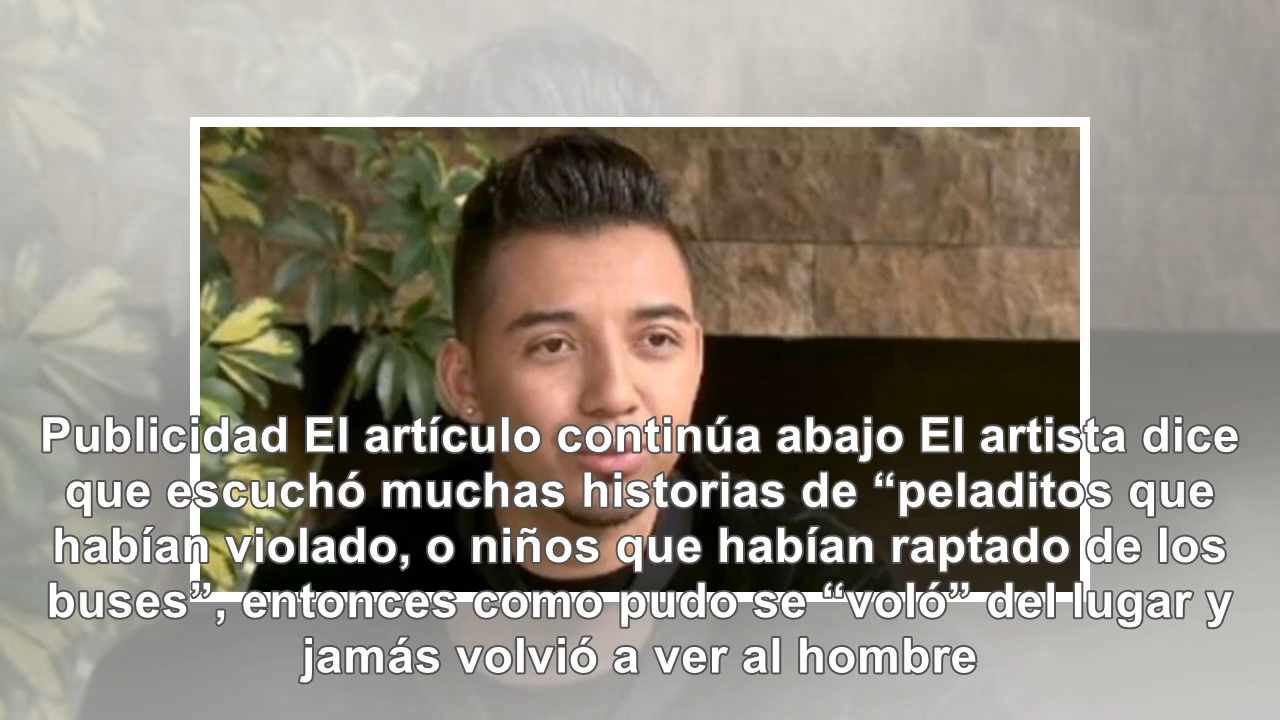 Publicidad El artículo continúa abajo El artista dice
que escuchó muchas historias de “peladitos que
habían violado, o niños que habían raptado de los
buses”, entonces como pudo se “voló” del lugar y
jamás volvió a ver al hombre